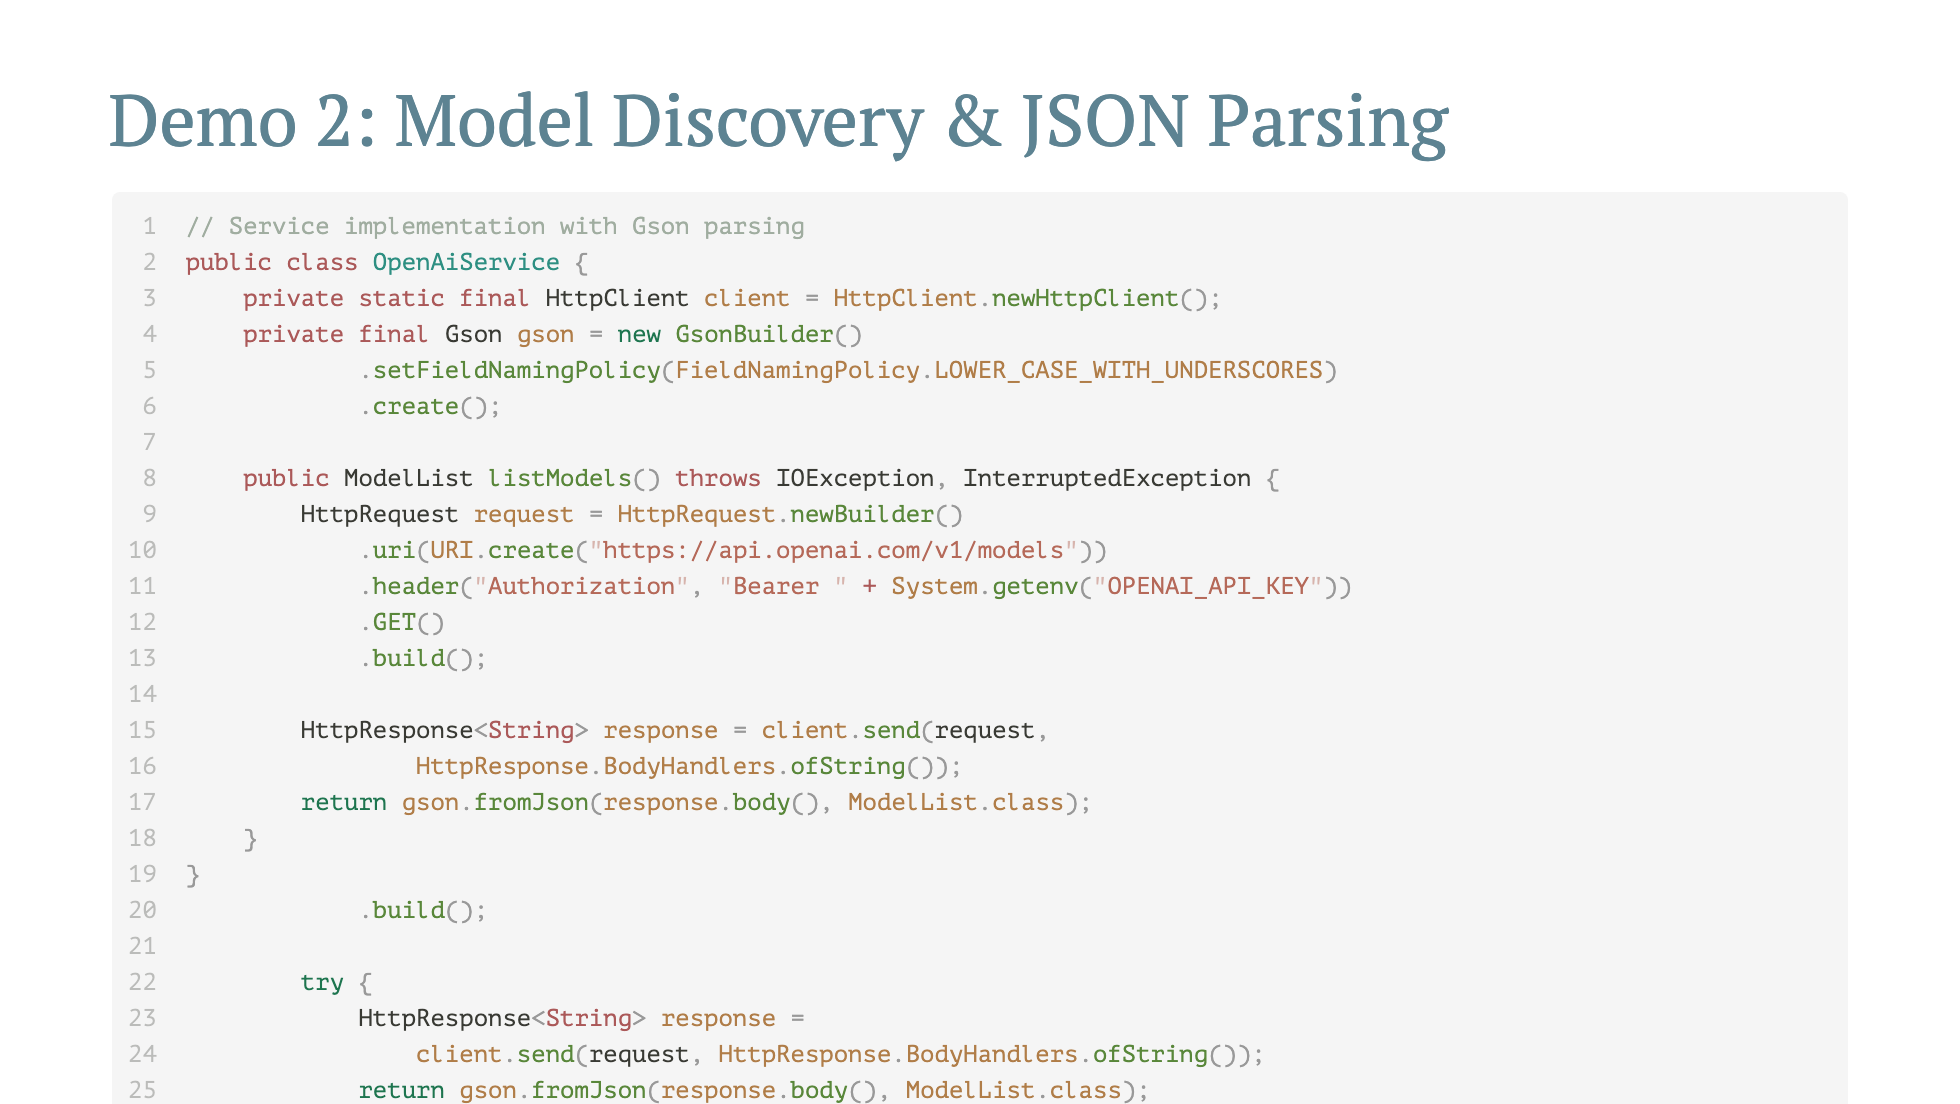 Demo 2: Model Discovery & JSON Parsing
1 // Service implementation with Gson parsing
2 public class OpenAiService {
3     private static final HttpClient client = HttpClient.newHttpClient();
4     private final Gson gson = new GsonBuilder()
5             .setFieldNamingPolicy(FieldNamingPolicy.LOWER_CASE_WITH_UNDERSCORES)
6             .create();
7
8     public ModelList listModels() throws IOException, InterruptedException {
9         HttpRequest request = HttpRequest.newBuilder()
10             .uri(URI.create("https://api.openai.com/v1/models"))
11             .header("Authorization", "Bearer " + System.getenv("OPENAI_API_KEY"))
12             .GET()
13             .build();
14
15         HttpResponse<String> response = client.send(request,
16                 HttpResponse.BodyHandlers.ofString());
17         return gson.fromJson(response.body(), ModelList.class);
18     }
19 }
20             .build();
21
22         try {
23             HttpResponse<String> response =
24                 client.send(request, HttpResponse.BodyHandlers.ofString());
25             return gson.fromJson(response.body(), ModelList.class);